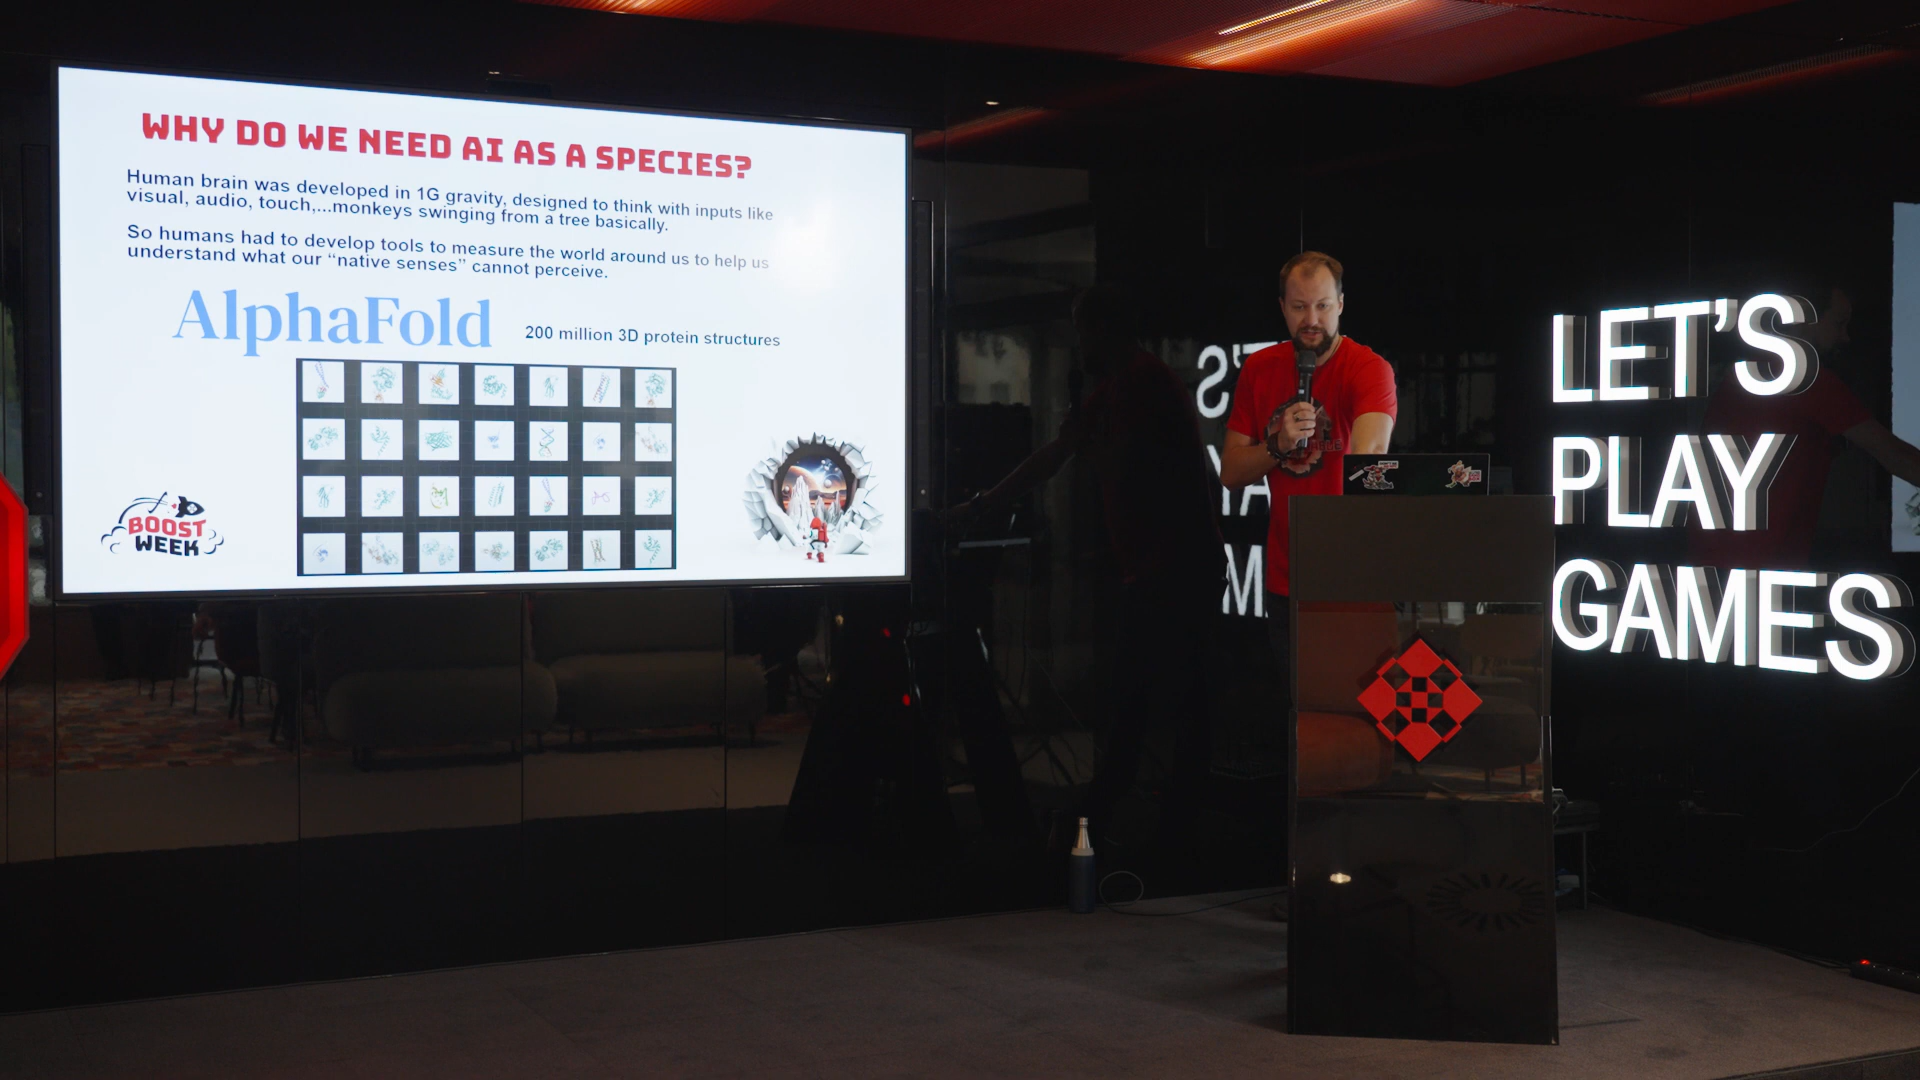 WHY DO WE NEED AI AS A SPECIES?
Human brain was developed in 1G gravity, designed to think with inputs like
visual, audio, touch,...monkeys swinging from a tree basically.
So humans had to develop tools to measure the world around us to help us
understand what our “native senses” cannot perceive.
AlphaFold
200 million 3D protein structures
BOOST
WEEK
LET'S
PLAY
GAMES